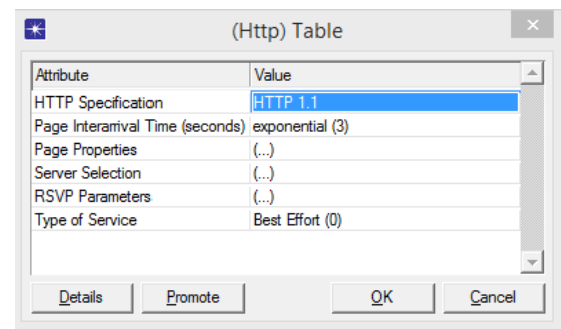 (Http) Table
Attribute Value
HTTP Specification HTTP 1.1
Page Interarrival Time (seconds) exponential (3)
Page Properties (...)
Server Selection (...)
RSVP Parameters (...)
Type of Service Best Effort (0)
Details Promote OK Cancel